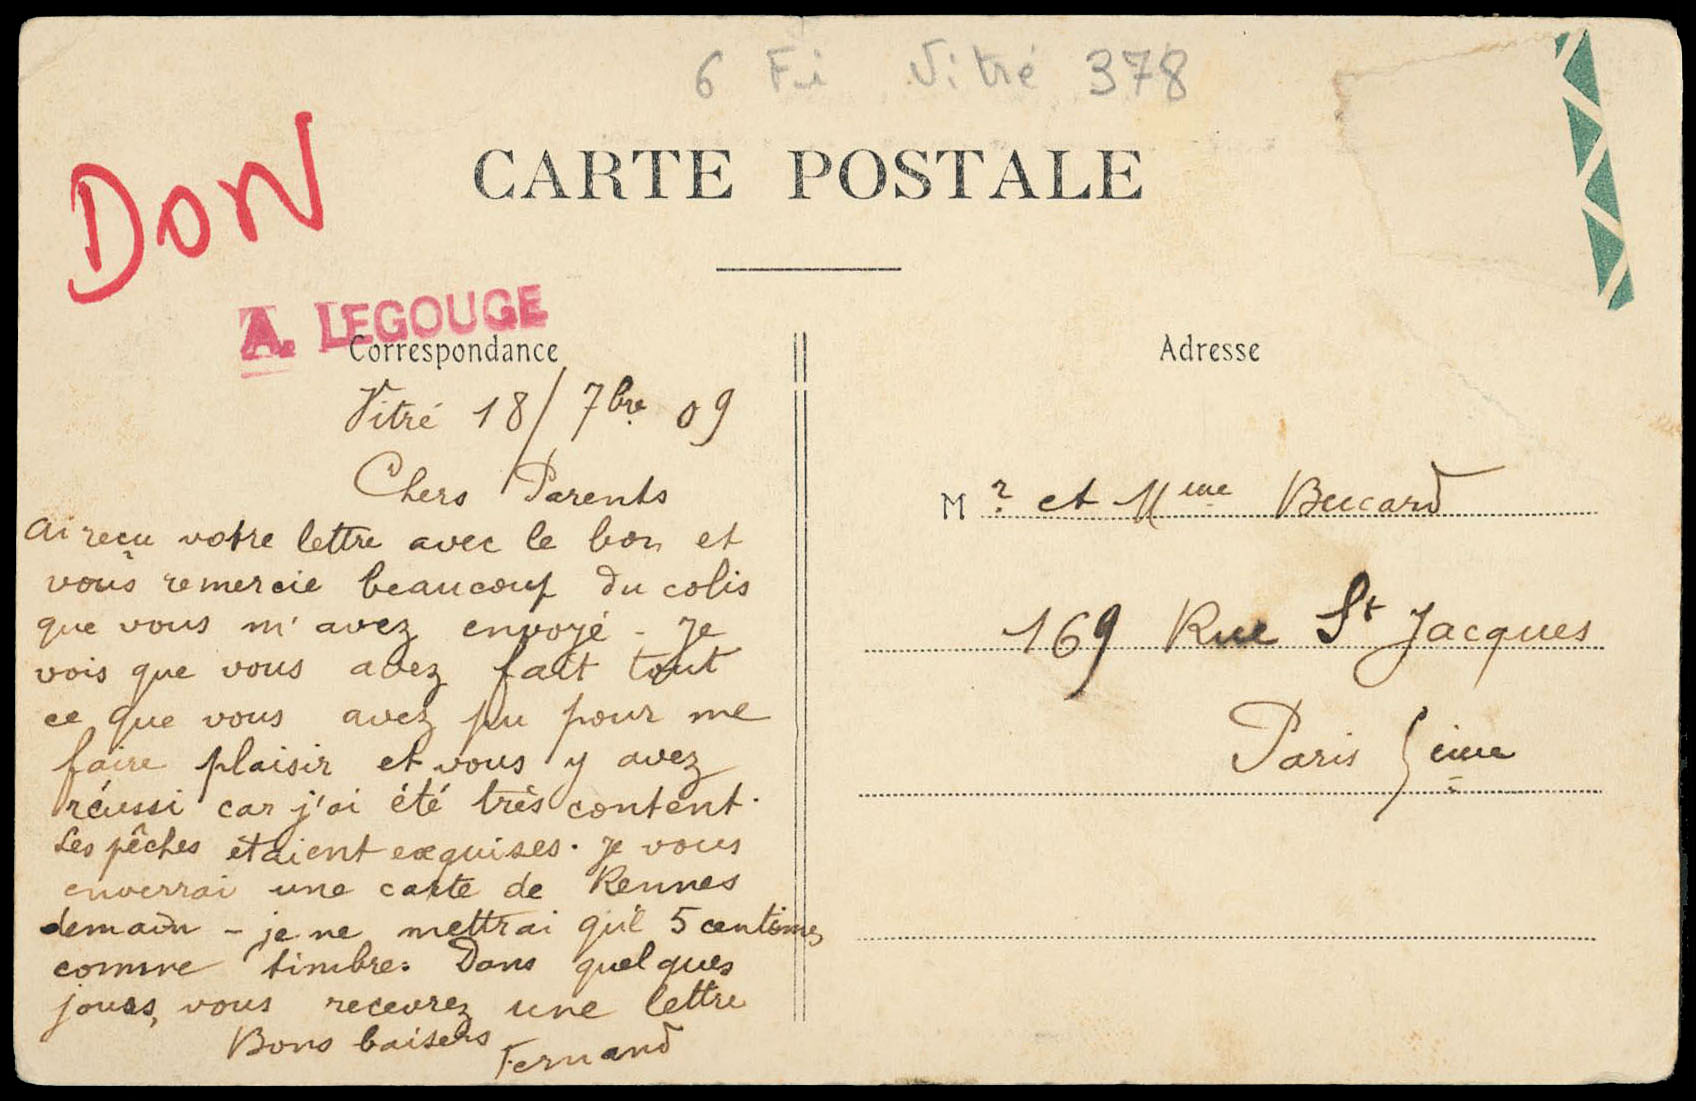 6 Fi Vitré 378
DON
CARTE POSTALE
A. LEGOUGE
Correspondance
Adresse
Vitré 18/7bre 09
Chers Parents
ai reçu votre lettre avec le bon et
vous remercie beaucoup du colis
que vous m'avez envoyé - Je
vois que vous avez fait tout
ce que vous avez pu pour me
faire plaisir et vous y avez
réussi car j'ai été très content.
Les pêches étaient exquises. Je vous
enverrai une carte de Rennes
demain - je ne mettrai qu'1 5 centimes
comme timbre. Dans quelques
jours, vous recevrez une lettre
Bons baisers
Fernand
Mr et Mme Bucard
169 Rue St Jacques
Paris 5eme